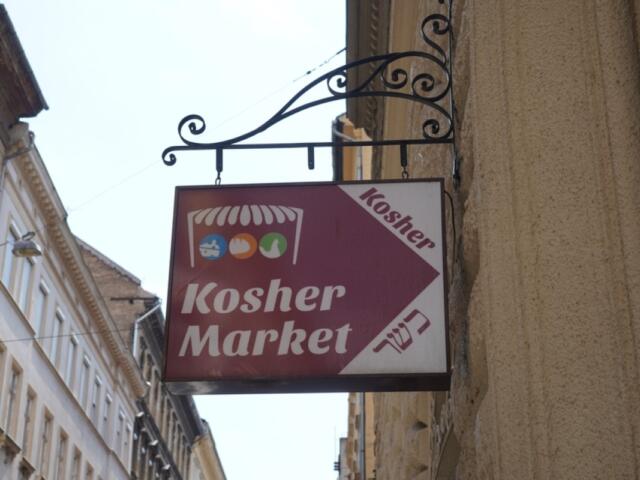 Kosher
Kosher
Market
כשר